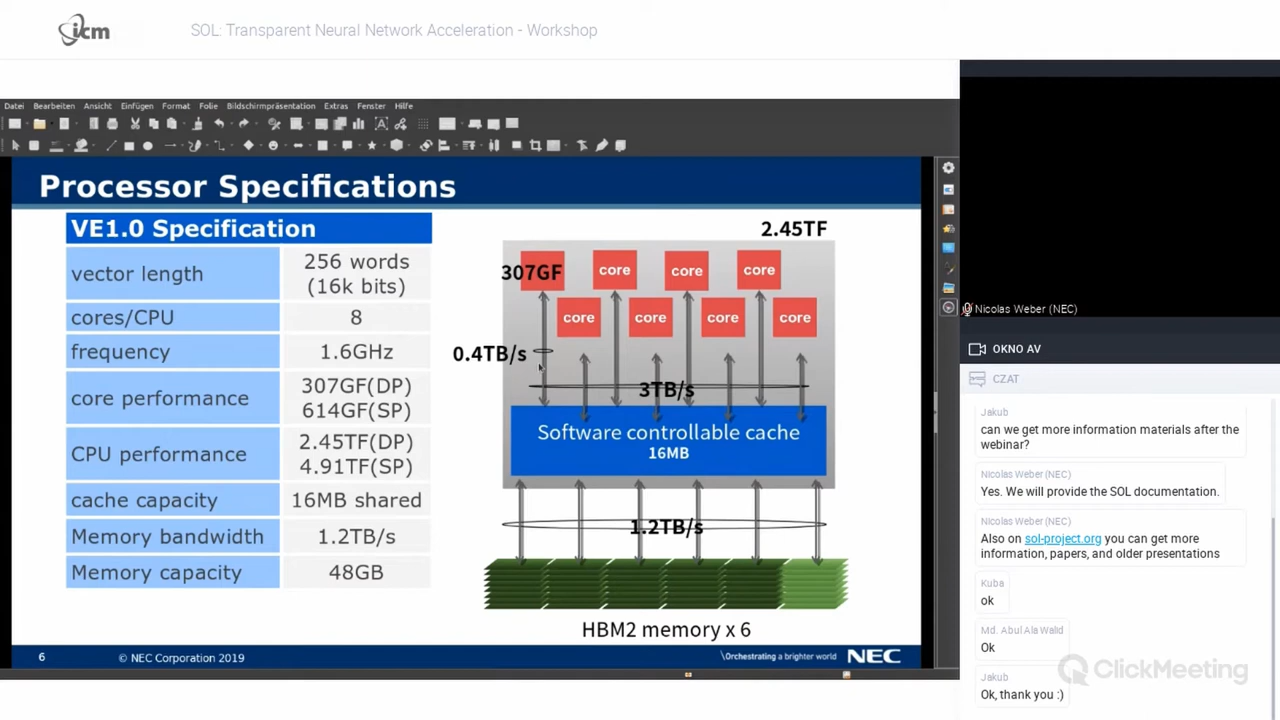 icm
SOL: Transparent Neural Network Acceleration - Workshop
Datei Bearbeiten Ansicht Einfügen Format Folie Bildschirmpräsentation Extras Fenster Hilfe
Processor Specifications
VE1.0 Specification
vector length
256 words
(16k bits)
cores/CPU
8
frequency
1.6GHz
core performance
307GF(DP)
614GF(SP)
CPU performance
2.45TF(DP)
4.91TF(SP)
cache capacity
16MB shared
Memory bandwidth
1.2TB/s
Memory capacity
48GB
2.45TF
307GF core core core
core core core core
0.4TB/s
3TB/s
Software controllable cache
16MB
1.2TB/s
HBM2 memory x 6
6 © NEC Corporation 2019
\Orchestrating a brighter world NEC
Nicolas Weber (NEC)
OKNO AV
CZAT
Jakub
can we get more information materials after the
webinar?
Nicolas Weber (NEC)
Yes. We will provide the SOL documentation.
Nicolas Weber (NEC)
Also on sol-project.org you can get more
information, papers, and older presentations
Kuba
ok
Md. Abul Ala Walid
Ok
Jakub
Ok, thank you :)
ClickMeeting